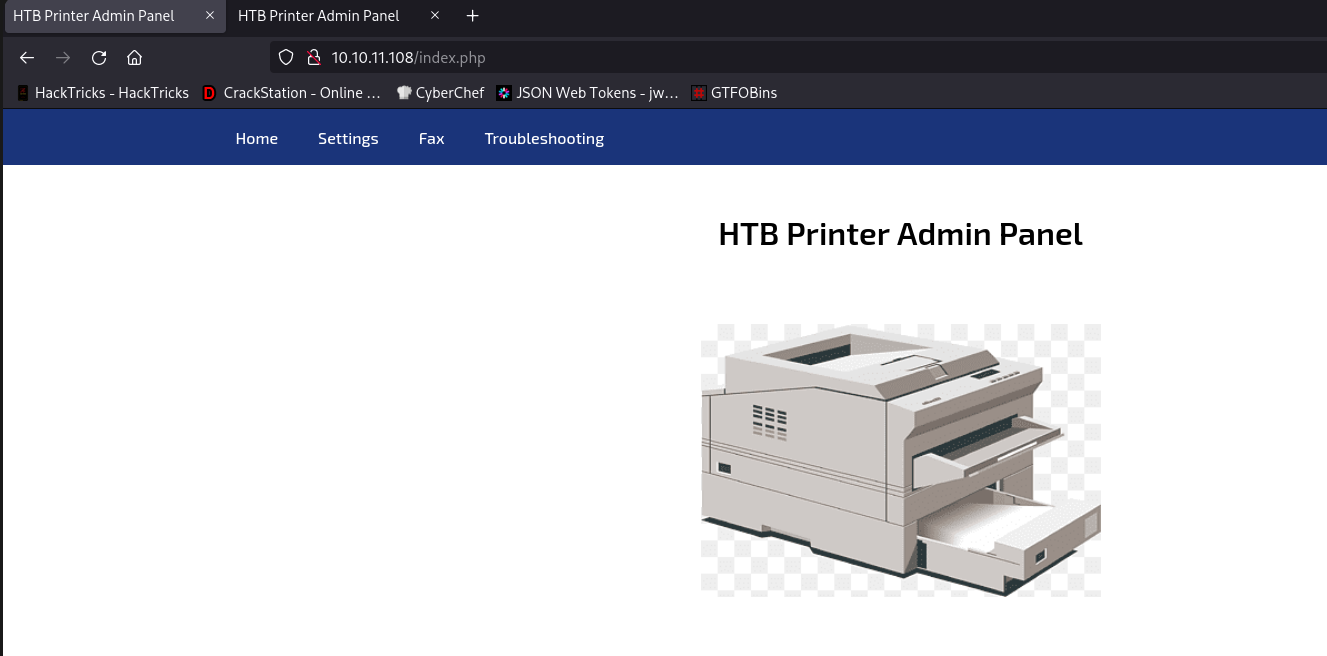 HTB Printer Admin Panel HTB Printer Admin Panel
10.10.11.108/index.php
HackTricks - HackTricks CrackStation - Online ... CyberChef JSON Web Tokens - jw... GTFOBins
Home Settings Fax Troubleshooting
HTB Printer Admin Panel